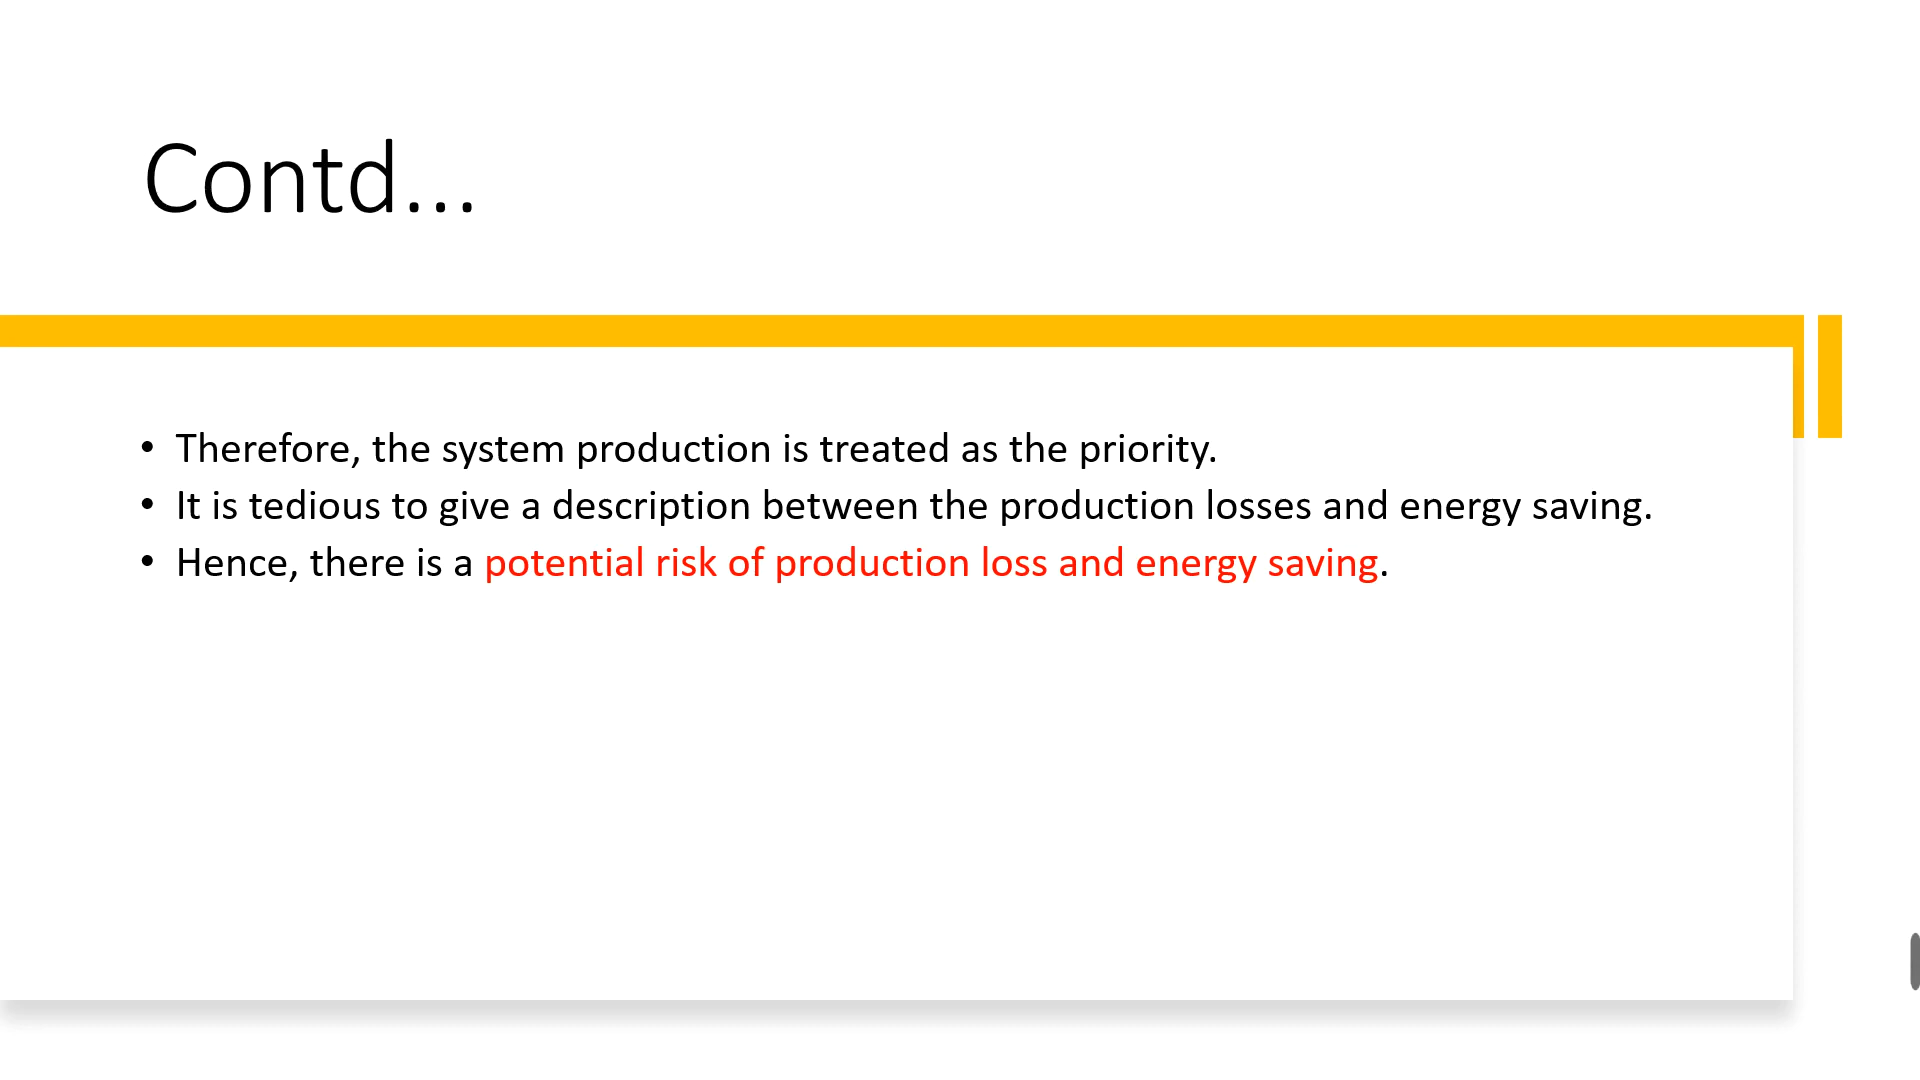 Contd...
• Therefore, the system production is treated as the priority.
• It is tedious to give a description between the production losses and energy saving.
• Hence, there is a potential risk of production loss and energy saving.